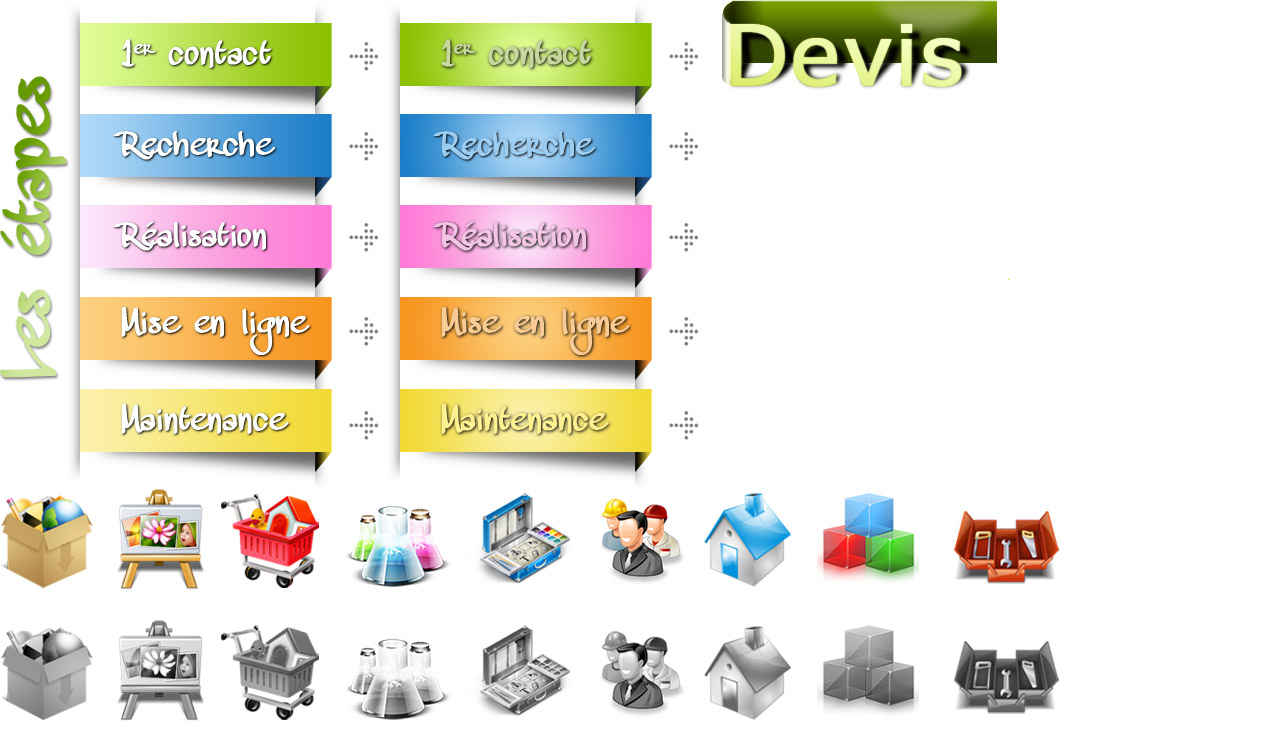 Les étapes
1er contact
Recherche
Réalisation
Mise en ligne
Maintenance
1er contact
Recherche
Réalisation
Mise en ligne
Maintenance
Devis